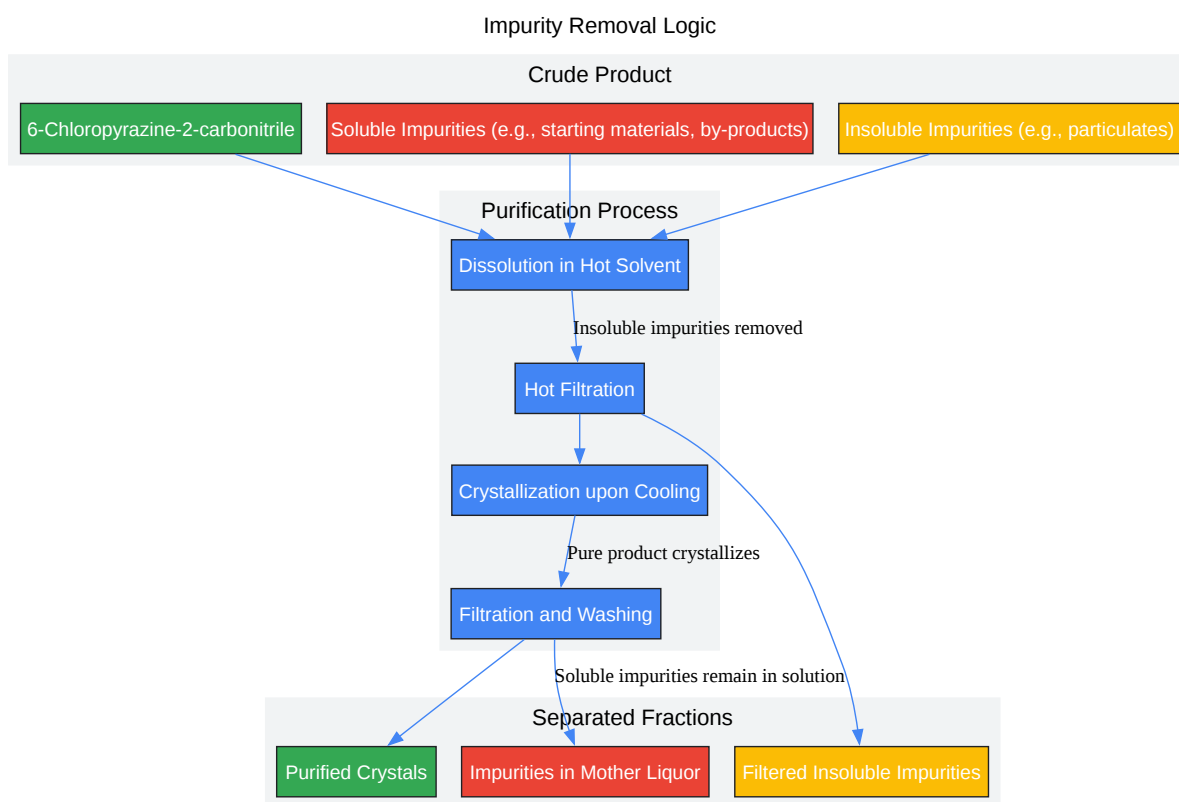 Impurity Removal Logic
Crude Product
6-Chloropyrazine-2-carbonitrile
Soluble Impurities (e.g., starting materials, by-products)
Insoluble Impurities (e.g., particulates)
Purification Process
Dissolution in Hot Solvent
Insoluble impurities removed
Hot Filtration
Crystallization upon Cooling
Pure product crystallizes
Filtration and Washing
Soluble impurities remain in solution
Separated Fractions
Purified Crystals
Impurities in Mother Liquor
Filtered Insoluble Impurities